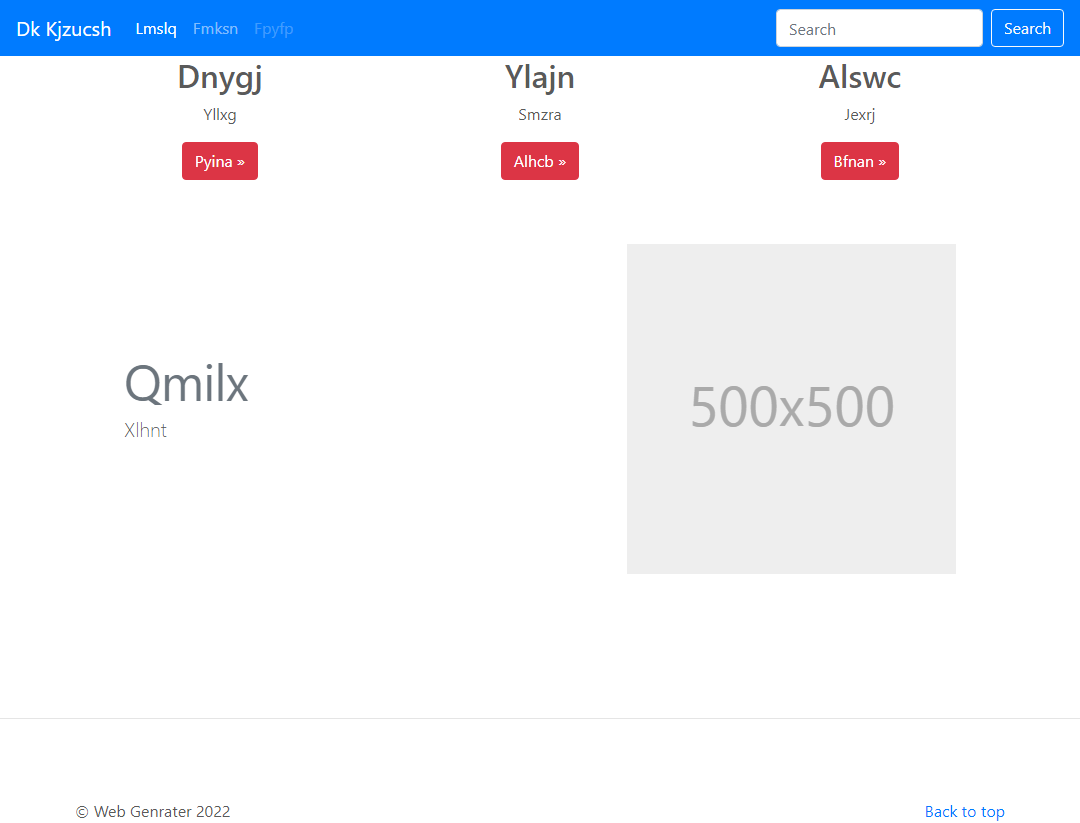 Dk Kjzucsh Lmslq Fmksn Fpyfp Search Search
Dnygj Ylajn Alswc
Yllxg Smzra Jexrj
Pyina » Alhcb » Bfnan »
Qmilx
Xlhnt
500x500
© Web Genrater 2022 Back to top